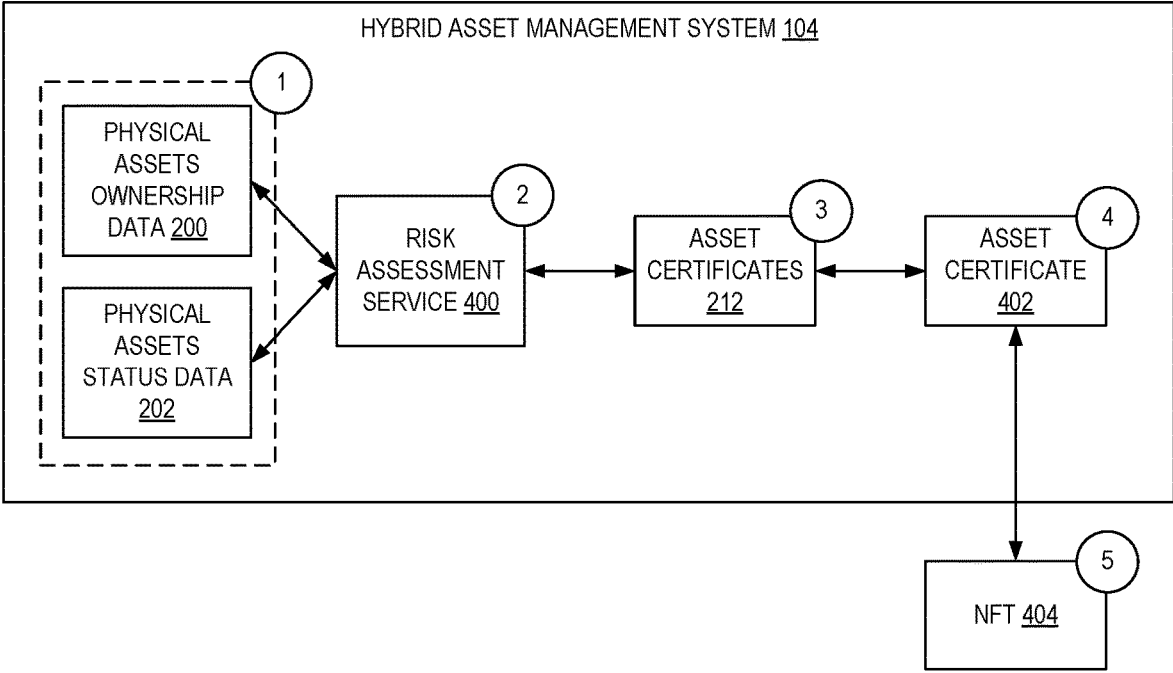 HYBRID ASSET MANAGEMENT SYSTEM 104
1
PHYSICAL
ASSETS
OWNERSHIP
DATA 200
PHYSICAL
ASSETS
STATUS DATA
202
2
RISK
ASSESSMENT
SERVICE 400
3
ASSET
CERTIFICATES
212
4
ASSET
CERTIFICATE
402
5
NFT 404